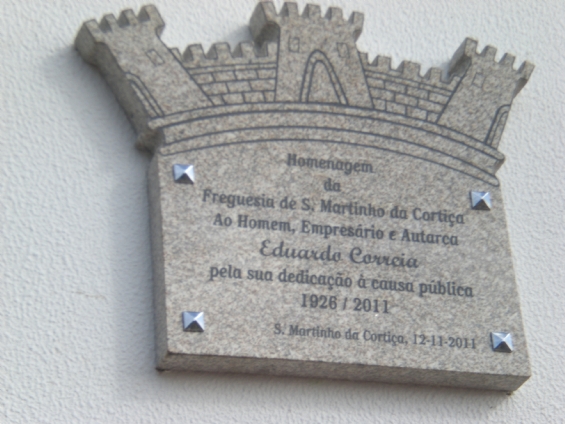 Homenagem
da
Freguesia de S. Martinho da Cortiça
Ao Homem, Empresário e Autarca
Eduardo Correia
pela sua dedicação à causa pública
1926 / 2011
S. Martinho da Cortiça, 12-11-2011